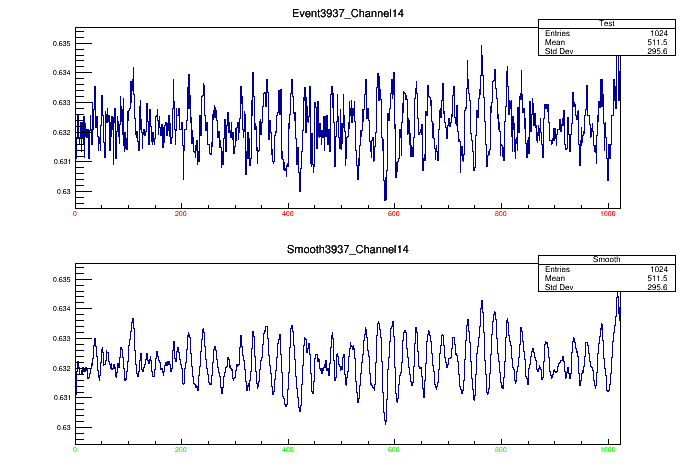 Event3937_Channel14
Test
Entries 1024
Mean 511.5
Std Dev 295.6
0.635
0.634
0.633
0.632
0.631
0.63
0 200 400 600 800 1000
Smooth3937_Channel14
Smooth
Entries 1024
Mean 511.5
Std Dev 295.6
0.635
0.634
0.633
0.632
0.631
0.63
0 200 400 600 800 1000